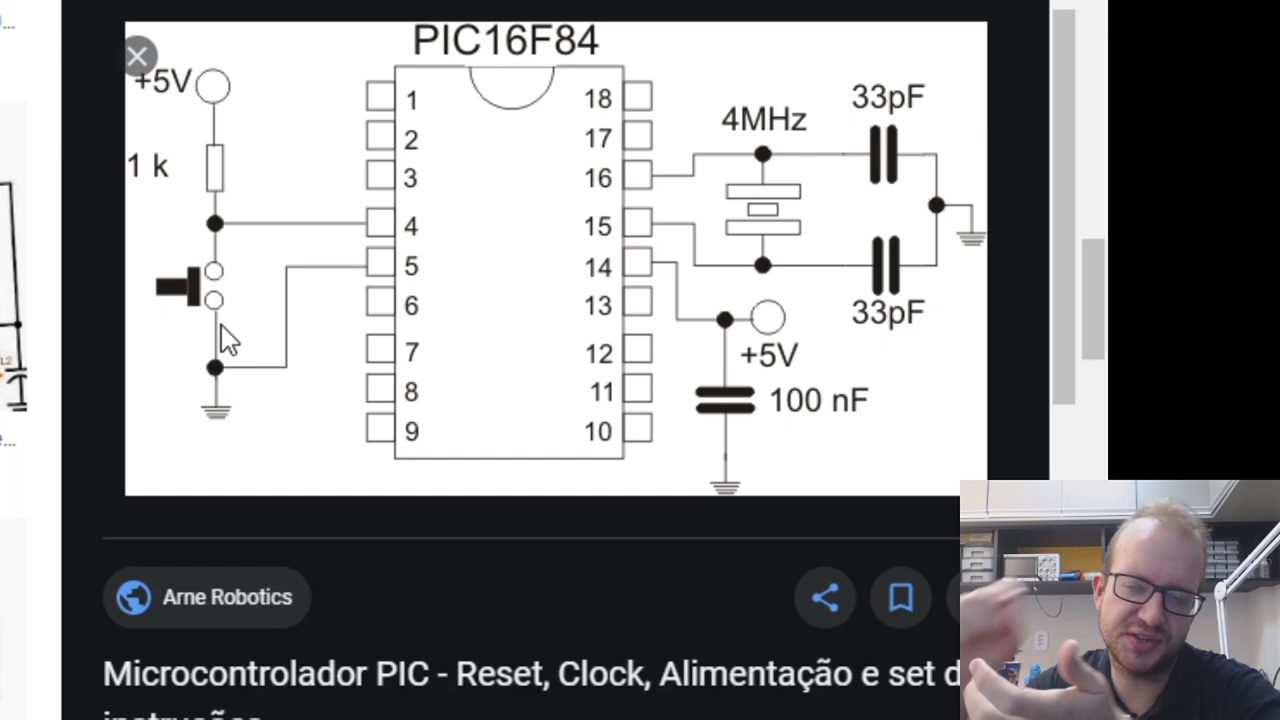 PIC16F84
+5V
1 k
1
2
3
4
5
6
7
8
9
18
17
16
15
14
13
12
11
10
4MHz
33pF
33pF
+5V
100 nF
Arne Robotics
Microcontrolador PIC - Reset, Clock, Alimentação e set d
instruções